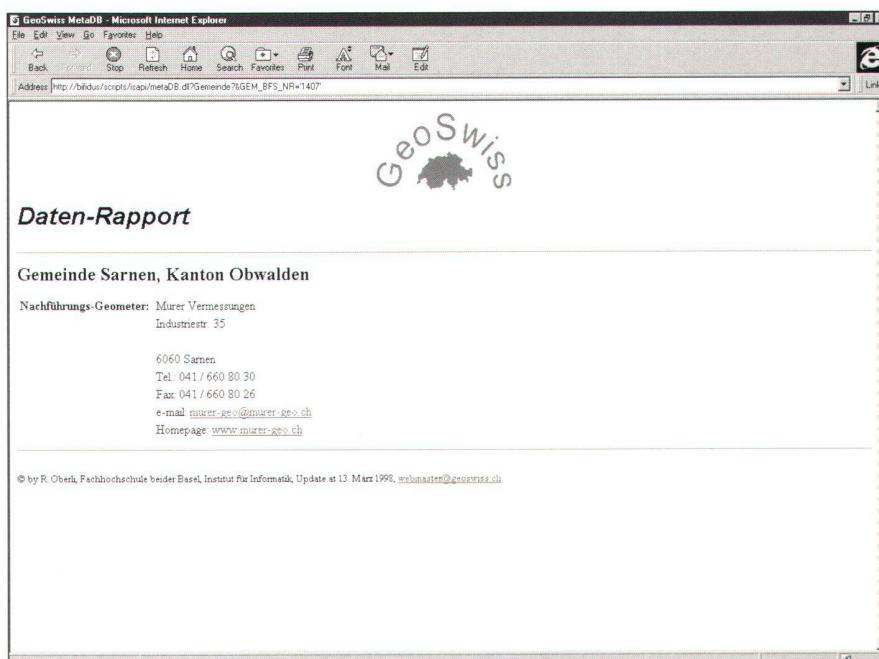 GeoSwiss MetaDB - Microsoft Internet Explorer
File Edit View Go Favorites Help
Back Forward Stop Refresh Home Search Favorites Print Font Mail Edit
Address http://bifidus/scripts/isapi/metaDB.dll?Gemeinde?&GEM_BFS_NR='1407' Link
GeoSwiss
Daten-Rapport
Gemeinde Sarnen, Kanton Obwalden
Nachführungs-Geometer: Murer Vermessungen
Industriestr. 35
6060 Sarnen
Tel.: 041 / 660 80 30
Fax: 041 / 660 80 26
e-mail: murer-geo@murer-geo.ch
Homepage: www.murer-geo.ch
© by R. Oberli, Fachhochschule beider Basel, Institut für Informatik, Update at 13. März 1998, webmaster@geoswiss.ch